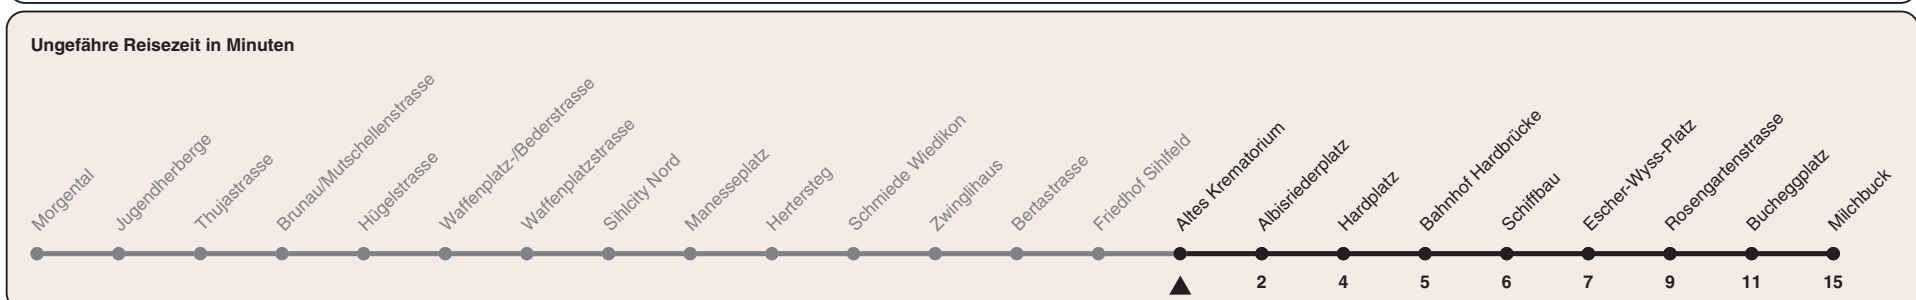 Ungefähre Reisezeit in Minuten
Morgental
Jugendherberge
Thujastrasse
Brunau/Mutschellenstrasse
Hügelstrasse
Waffenplatz-/Bederstrasse
Waffenplatzstrasse
Sihlcity Nord
Manesseplatz
Hertersteg
Schmiede Wiedikon
Zwinglihaus
Bertastrasse
Friedhof Sihlfeld
Altes Krematorium
Albisriederplatz
Hardplatz
Bahnhof Hardbrücke
Schiffbau
Escher-Wyss-Platz
Rosengartenstrasse
Bucheggplatz
Milchbuck
2 4 5 6 7 9 11 15